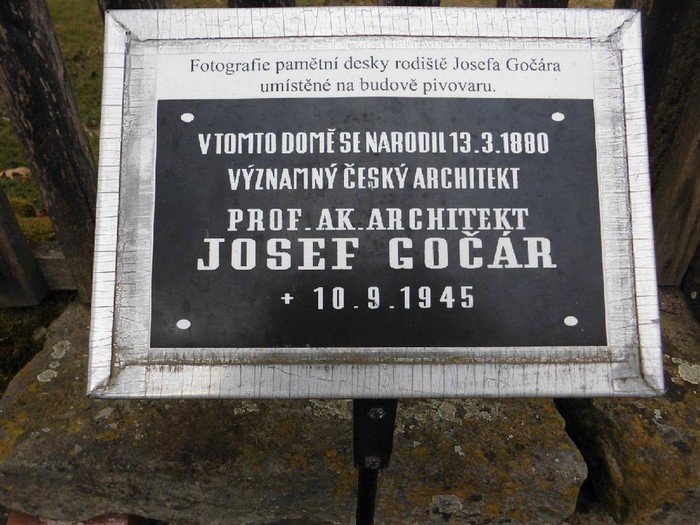 Fotografie pamětní desky rodiště Josefa Gočára
umístěné na budově pivovaru.
V TOMTO DOMĚ SE NARODIL 13.3.1880
VÝZNAMNÝ ČESKÝ ARCHITEKT
PROF. AK. ARCHITEKT
JOSEF GOČÁR
+ 10.9.1945